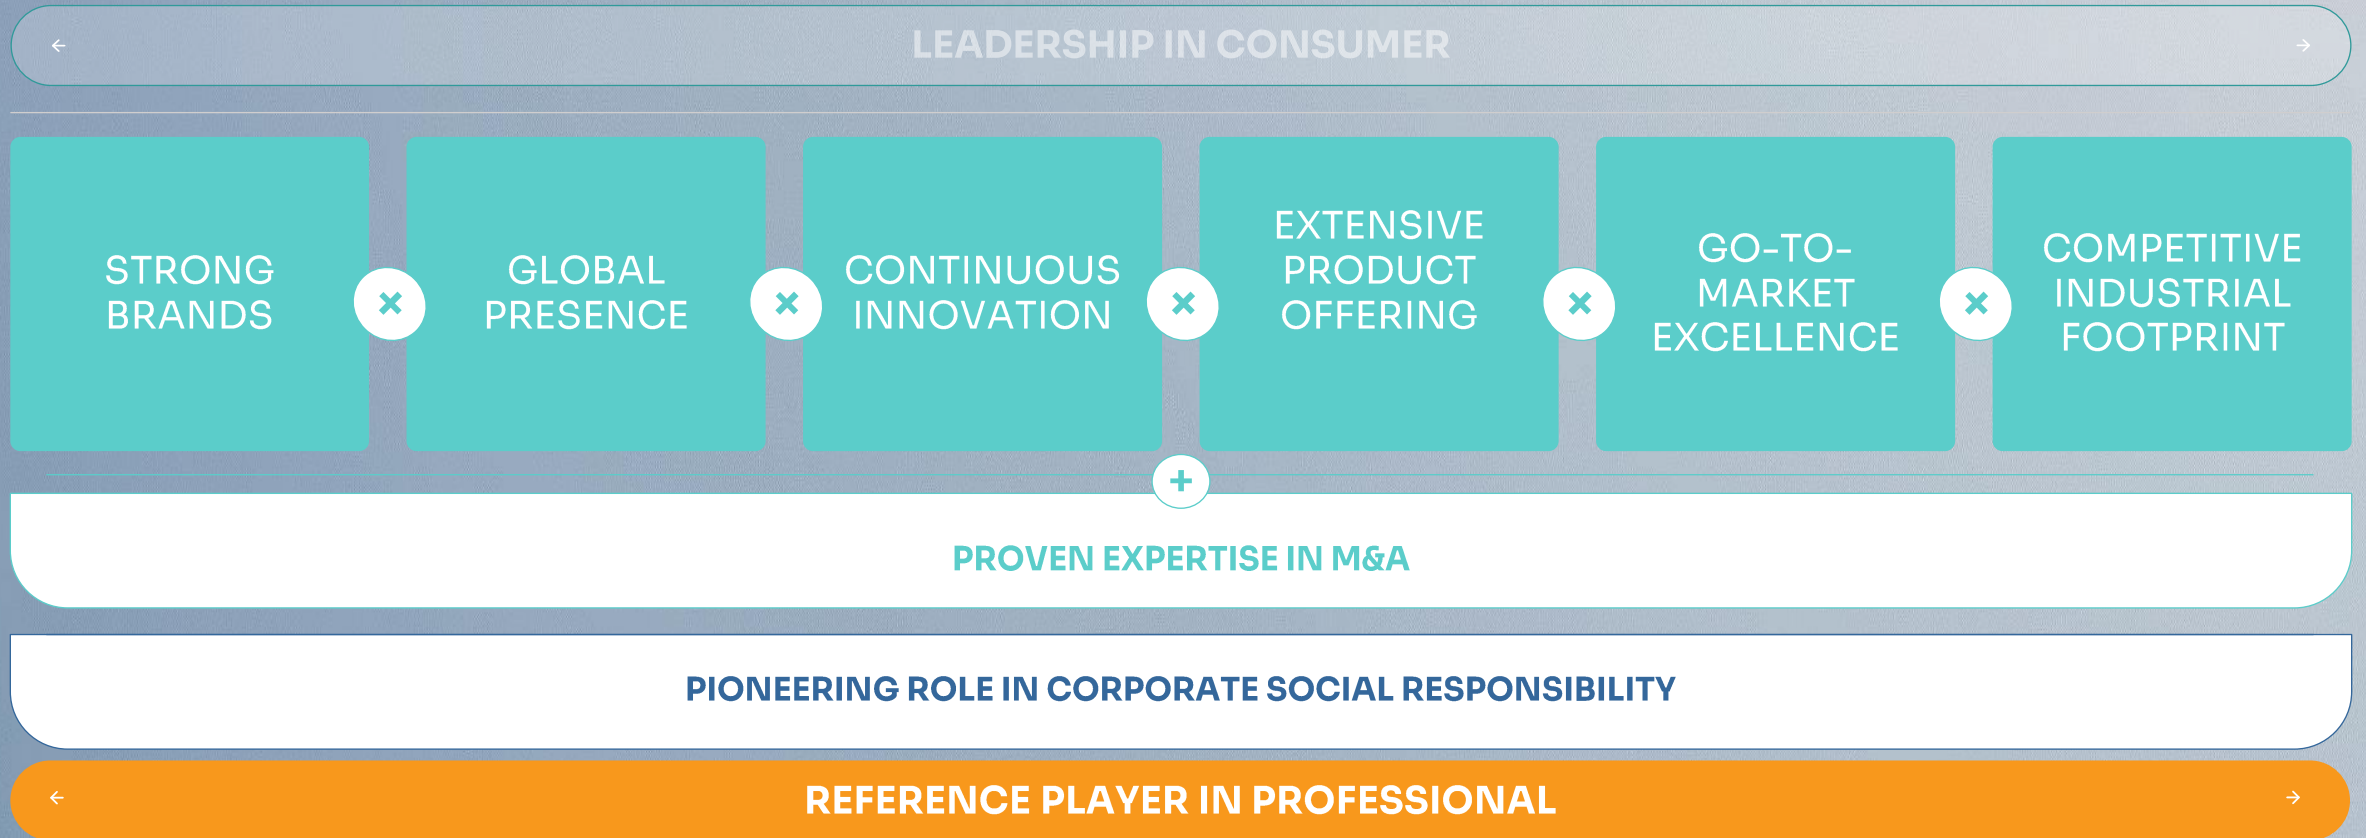 LEADERSHIP IN CONSUMER
STRONG
BRANDS
GLOBAL
PRESENCE
CONTINUOUS
INNOVATION
EXTENSIVE
PRODUCT
OFFERING
GO-TO-
MARKET
EXCELLENCE
COMPETITIVE
INDUSTRIAL
FOOTPRINT
PROVEN EXPERTISE IN M&A
PIONEERING ROLE IN CORPORATE SOCIAL RESPONSIBILITY
REFERENCE PLAYER IN PROFESSIONAL